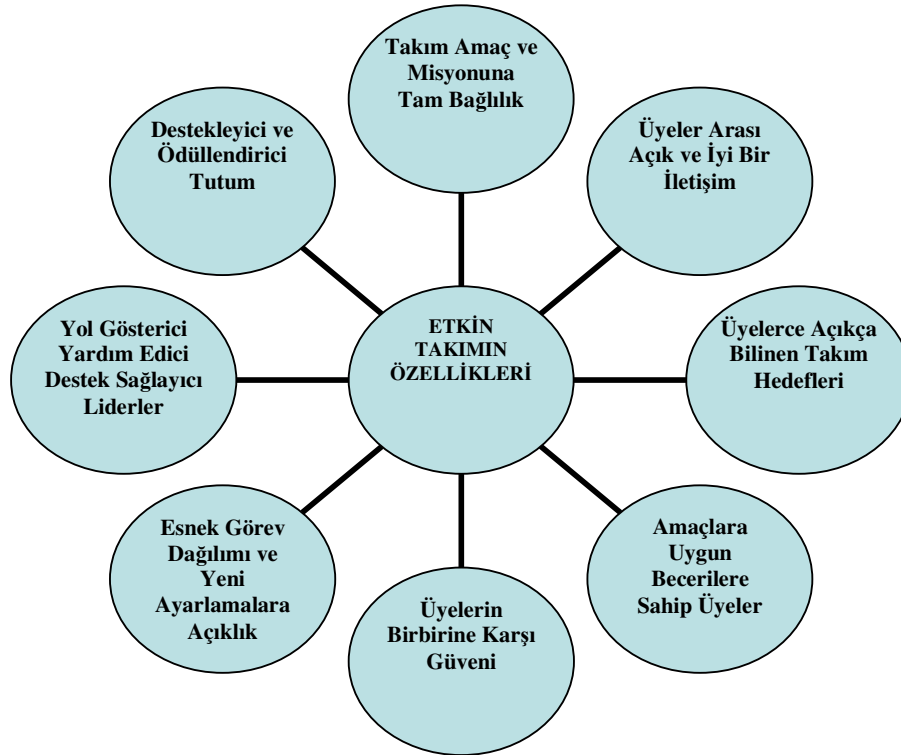 Takım Amaç ve
Misyonuna
Tam Bağlılık
Üyeler Arası
Açık ve İyi Bir
İletişim
Üyelerce Açıkça
Bilinen Takım
Hedefleri
Amaçlara
Uygun
Becerilere
Sahip Üyeler
Üyelerin
Birbirine Karşı
Güveni
Esnek Görev
Dağılımı ve
Yeni
Ayarlamalara
Açıklık
Yol Gösterici
Yardım Edici
Destek Sağlayıcı
Liderler
Destekleyici ve
Ödüllendirici
Tutum
ETKİN
TAKIMIN
ÖZELLİKLERİ